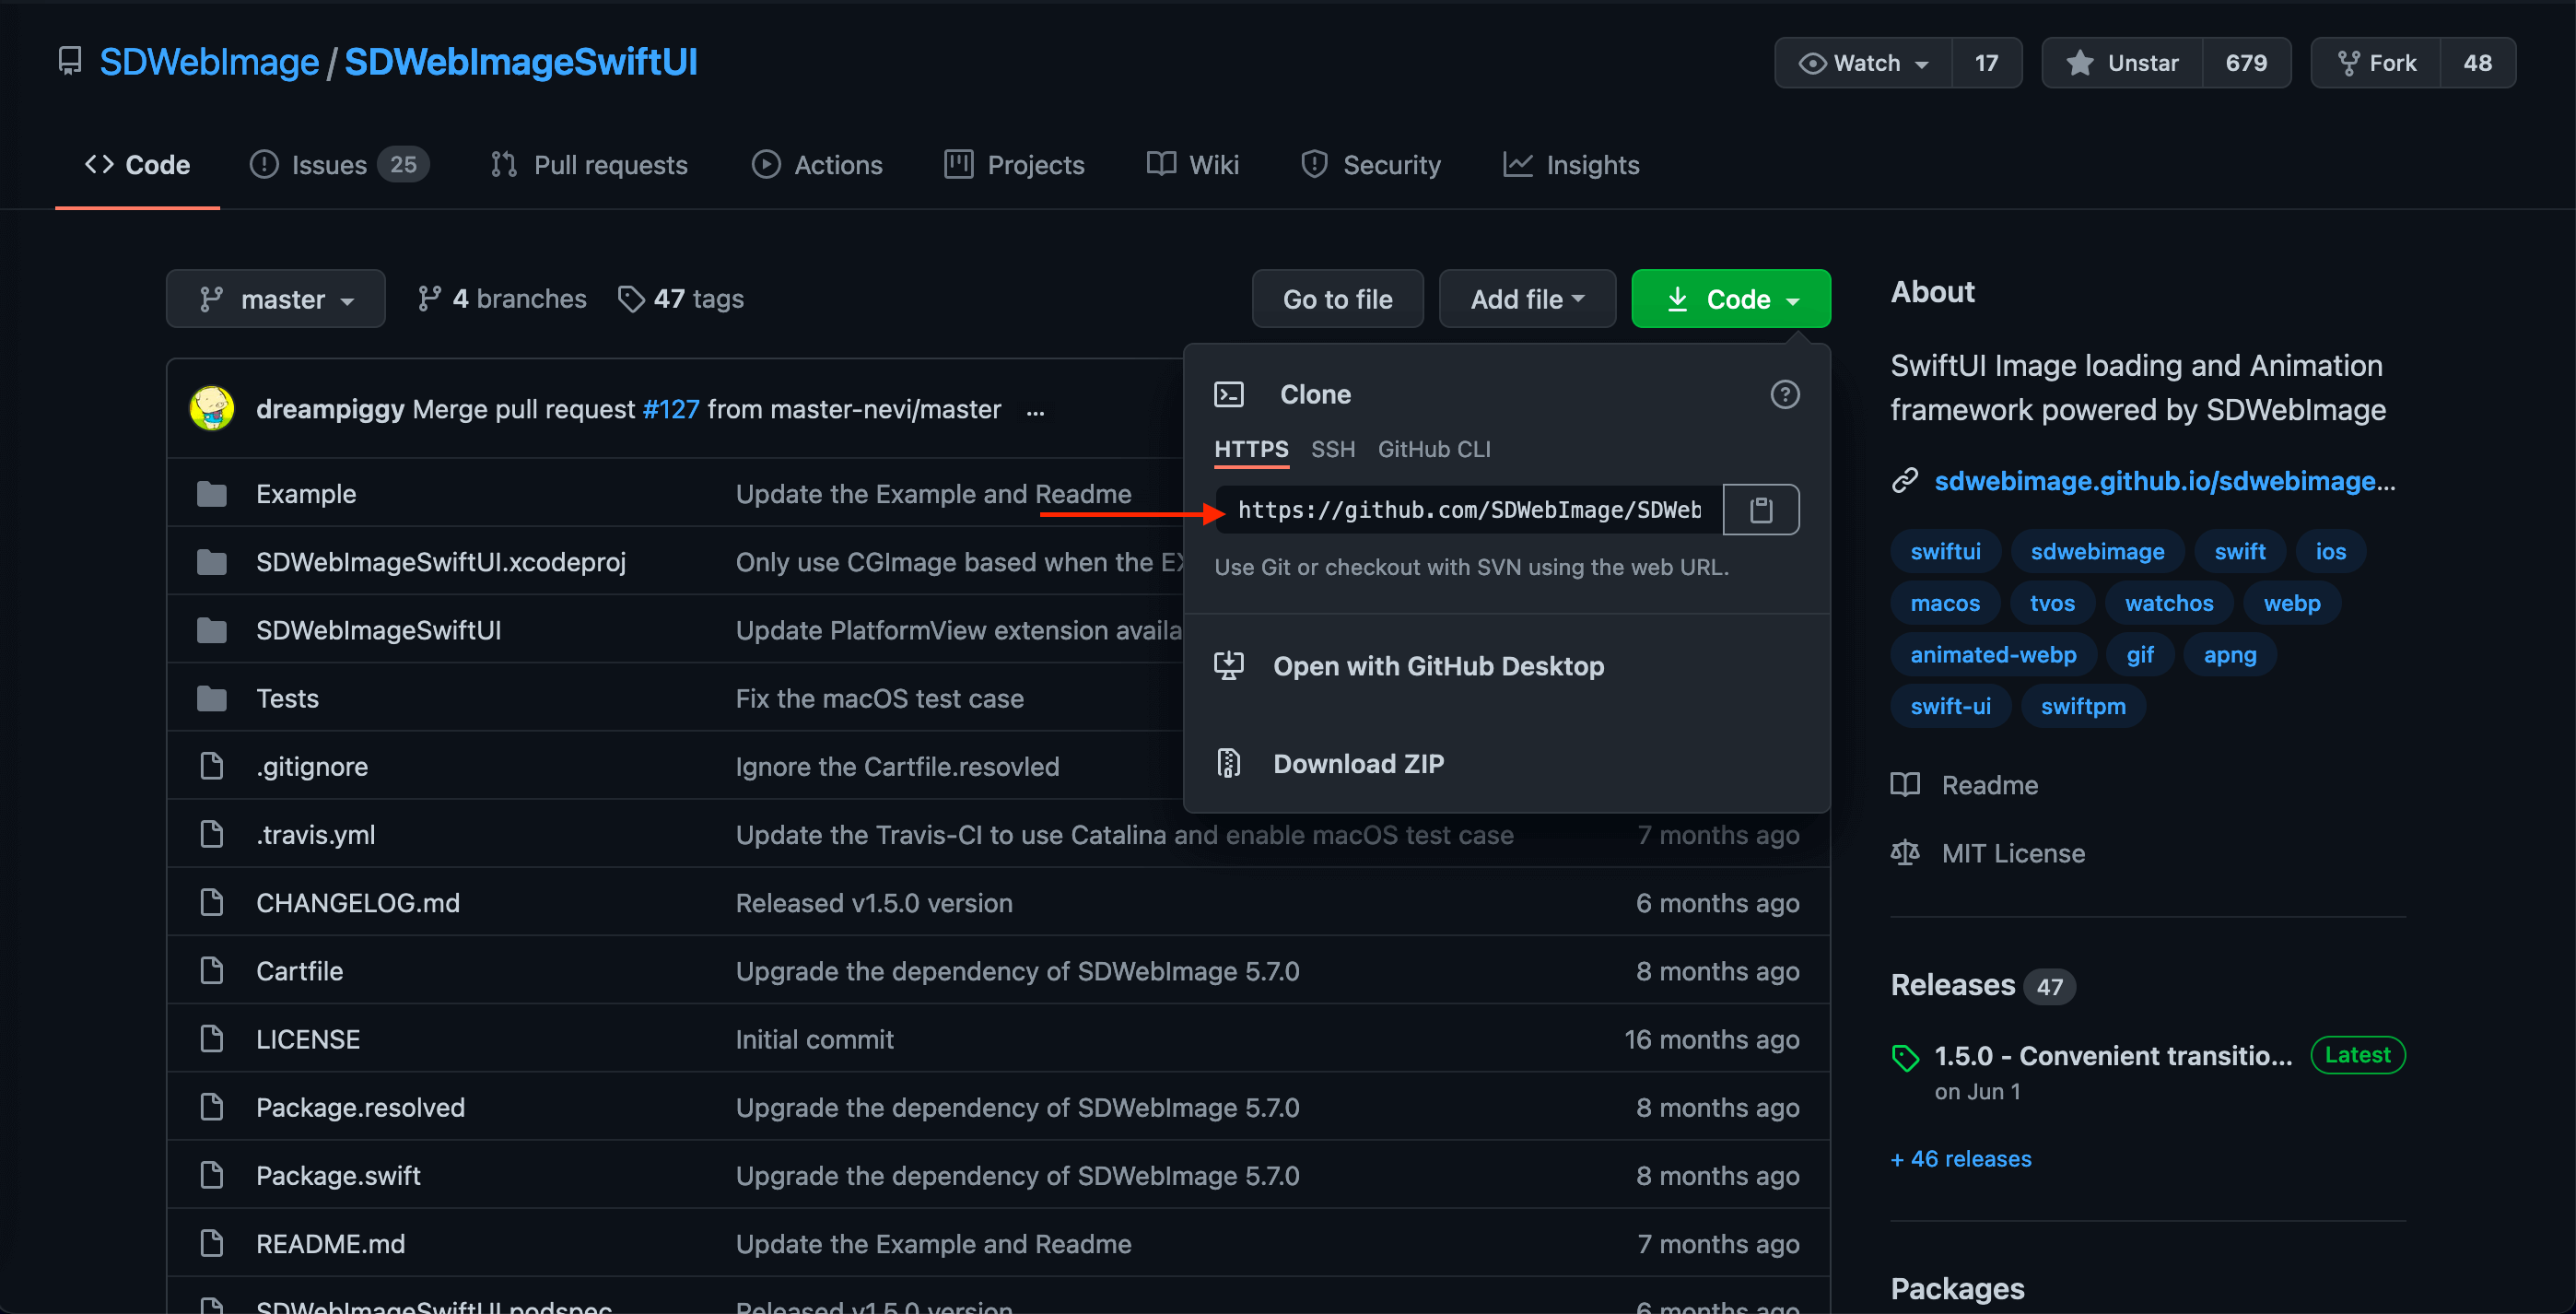 SDWebImage / SDWebImageSwiftUI
Watch 17
Unstar 679
Fork 48
Code
Issues 25
Pull requests
Actions
Projects
Wiki
Security
Insights
master
4 branches
47 tags
Go to file
Add file
Code
dreampiggy Merge pull request #127 from master-nevi/master ...
Example Update the Example and Readme
SDWebImageSwiftUI.xcodeproj Only use CGImage based when the
SDWebImageSwiftUI Update PlatformView extension
Tests Fix the macOS test case
.gitignore Ignore the Cartfile.resovled
.travis.yml Update the Travis-CI to use Catalina and enable macOS test case 7 months ago
CHANGELOG.md Released v1.5.0 version 6 months ago
Cartfile Upgrade the dependency of SDWebImage 5.7.0 8 months ago
LICENSE Initial commit 16 months ago
Package.resolved Upgrade the dependency of SDWebImage 5.7.0 8 months ago
Package.swift Upgrade the dependency of SDWebImage 5.7.0 8 months ago
README.md Update the Example and Readme 7 months ago
SDWebImageSwiftUI.podspec Released v1.5.0 version 6 months ago
Clone
HTTPS SSH GitHub CLI
https://github.com/SDWebImage/SDWeb
Use Git or checkout with SVN using the web URL.
Open with GitHub Desktop
Download ZIP
About
SwiftUI Image loading and Animation
framework powered by SDWebImage
sdwebimage.github.io/sdwebimage...
swiftui sdwebimage swift ios
macos tvos watchos webp
animated-webp gif apng
swift-ui swiftpm
Readme
MIT License
Releases 47
1.5.0 - Convenient transitio... Latest
on Jun 1
+ 46 releases
Packages